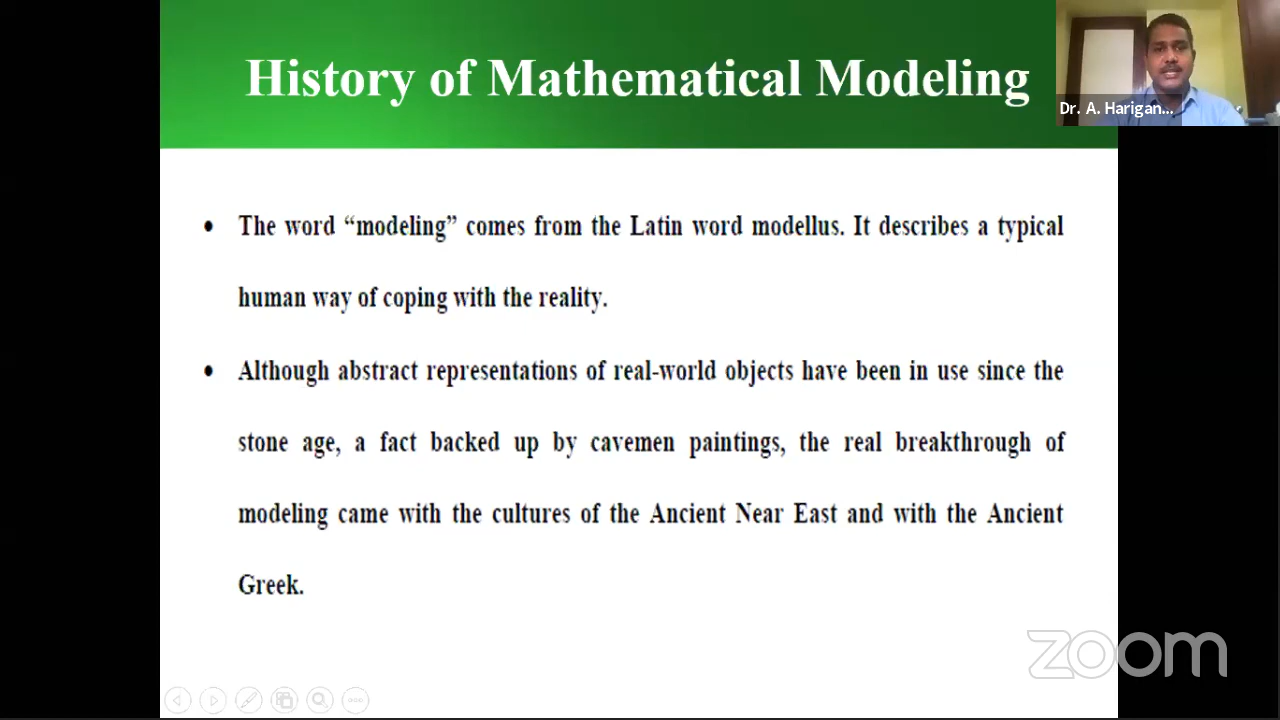 History of Mathematical Modeling
Dr. A. Harigan...
• The word “modeling” comes from the Latin word modellus. It describes a typical
human way of coping with the reality.
• Although abstract representations of real-world objects have been in use since the
stone age, a fact backed up by cavemen paintings, the real breakthrough of
modeling came with the cultures of the Ancient Near East and with the Ancient
Greek.
zoom